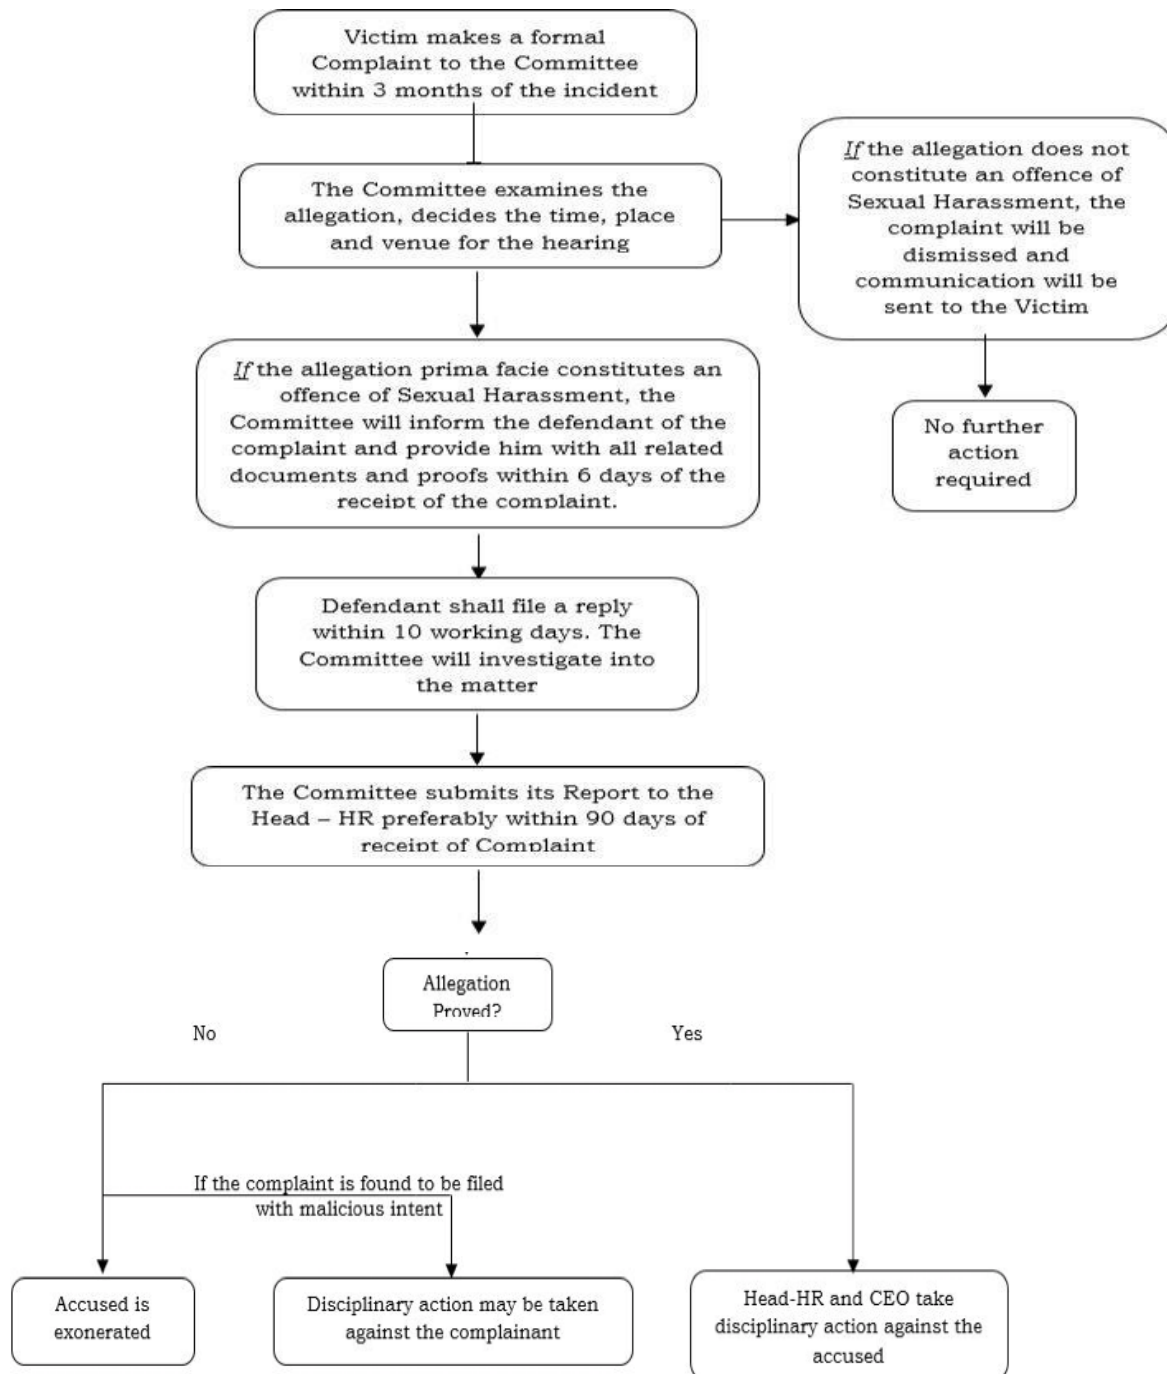 Victim makes a formal
Complaint to the Committee
within 3 months of the incident
The Committee examines the
allegation, decides the time, place
and venue for the hearing
If the allegation does not
constitute an offence of
Sexual Harassment, the
complaint will be
dismissed and
communication will be
sent to the Victim
No further
action
required
If the allegation prima facie constitutes an
offence of Sexual Harassment, the
Committee will inform the defendant of the
complaint and provide him with all related
documents and proofs within 6 days of the
receipt of the complaint.
Defendant shall file a reply
within 10 working days. The
Committee will investigate into
the matter
The Committee submits its Report to the
Head – HR preferably within 90 days of
receipt of Complaint
Allegation
Proved?
No
Yes
If the complaint is found to be filed
with malicious intent
Accused is
exonerated
Disciplinary action may be taken
against the complainant
Head-HR and CEO take
disciplinary action against the
accused